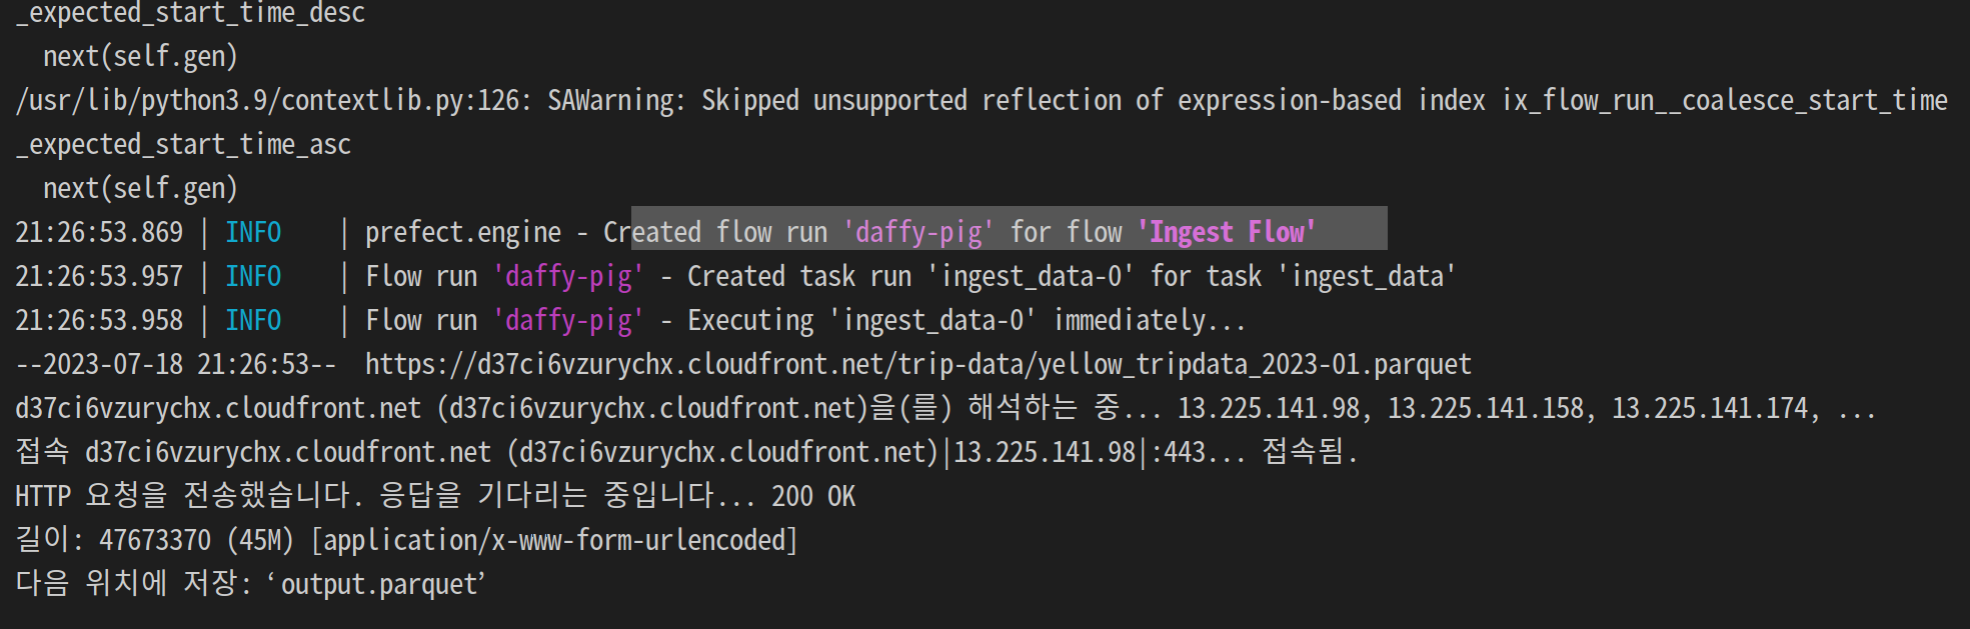 _expected_start_time_desc
  next(self.gen)
/usr/lib/python3.9/contextlib.py:126: SAWarning: Skipped unsupported reflection of expression-based index ix_flow_run__coalesce_start_time
_expected_start_time_asc
  next(self.gen)
21:26:53.869 | INFO    | prefect.engine - Created flow run 'daffy-pig' for flow 'Ingest Flow'
21:26:53.957 | INFO    | Flow run 'daffy-pig' - Created task run 'ingest_data-0' for task 'ingest_data'
21:26:53.958 | INFO    | Flow run 'daffy-pig' - Executing 'ingest_data-0' immediately...
--2023-07-18 21:26:53--  https://d37ci6vzurychx.cloudfront.net/trip-data/yellow_tripdata_2023-01.parquet
d37ci6vzurychx.cloudfront.net (d37ci6vzurychx.cloudfront.net)을(를) 해석하는 중... 13.225.141.98, 13.225.141.158, 13.225.141.174, ...
접속 d37ci6vzurychx.cloudfront.net (d37ci6vzurychx.cloudfront.net)|13.225.141.98|:443... 접속됨.
HTTP 요청을 전송했습니다. 응답을 기다리는 중입니다... 200 OK
길이: 47673370 (45M) [application/x-www-form-urlencoded]
다음 위치에 저장: ‘output.parquet’